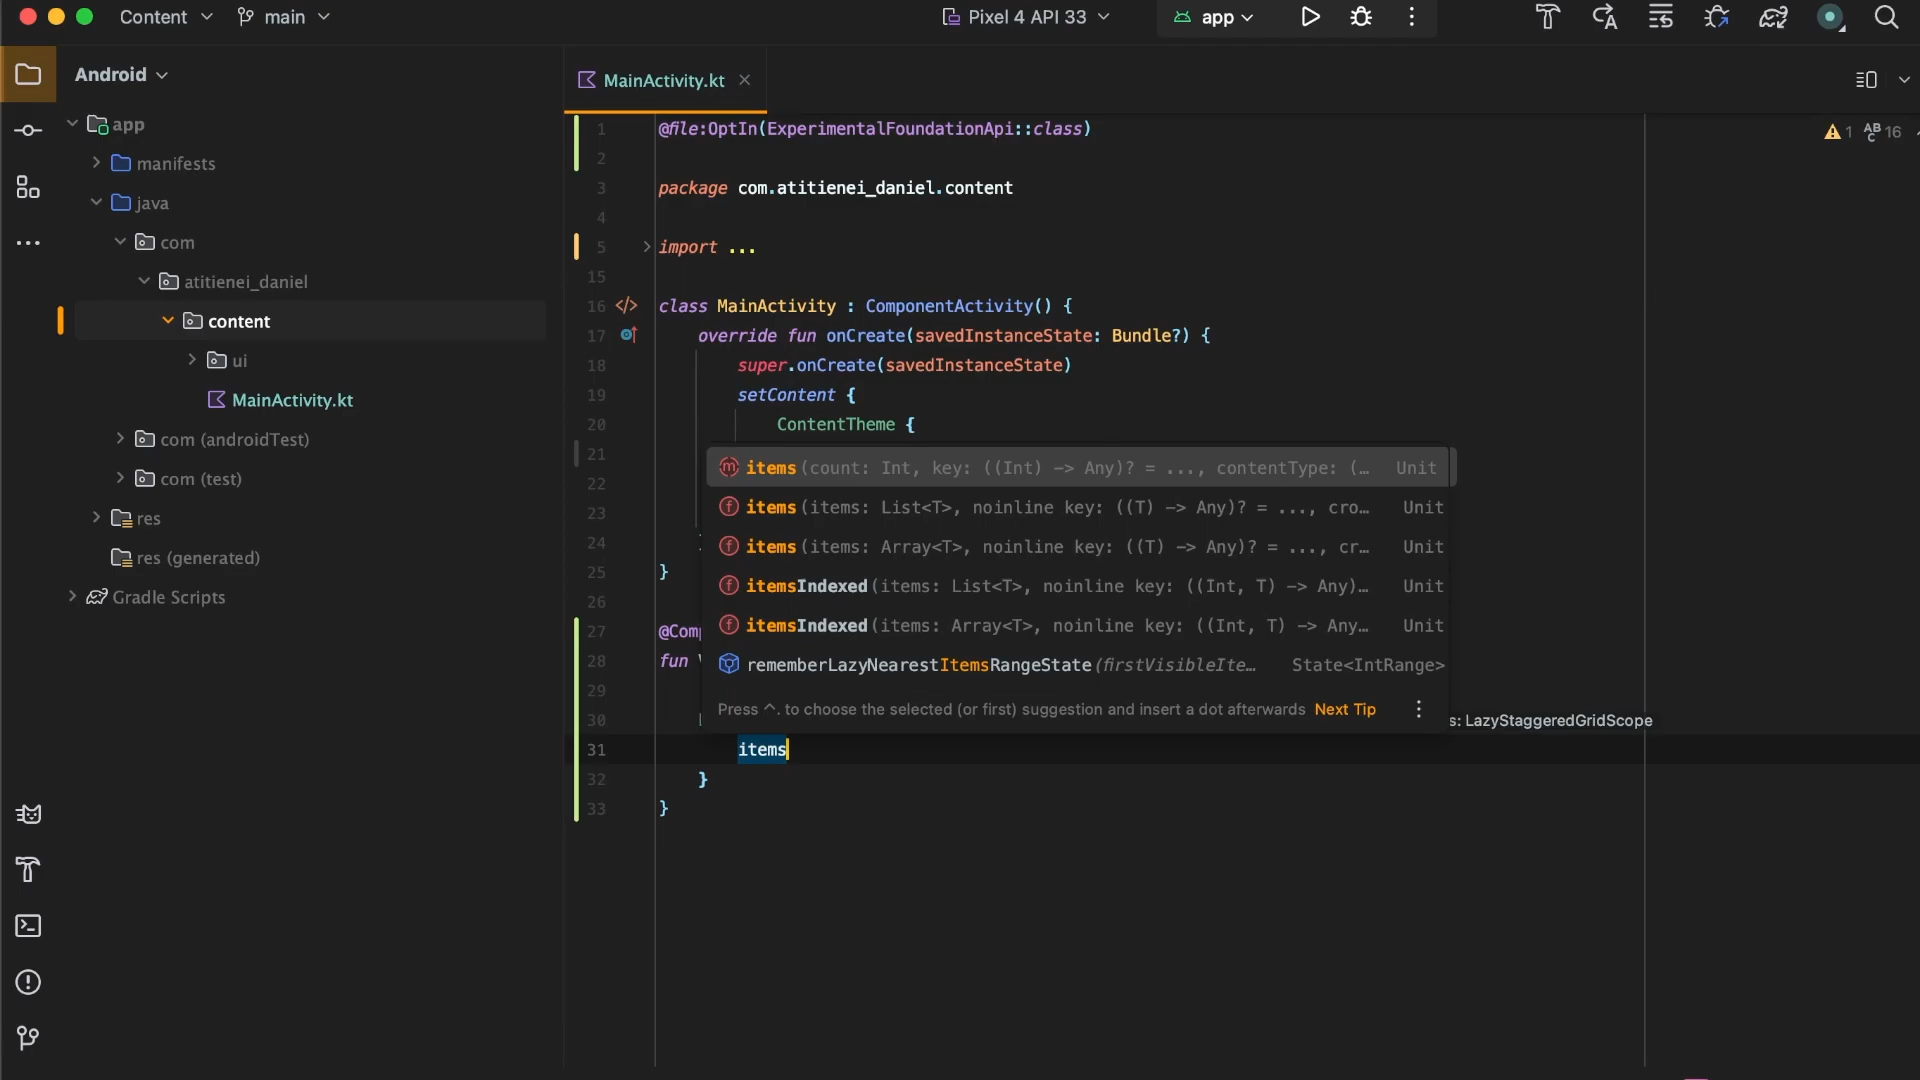 Content main Pixel 4 API 33 app
Android
MainActivity.kt
app
manifests
java
com
atitienei_daniel
content
ui
MainActivity.kt
com (androidTest)
com (test)
res
res (generated)
Gradle Scripts
1 16
1 @file:OptIn(ExperimentalFoundationApi::class)
2
3 package com.atitienei_daniel.content
4
5 import ...
15
16 class MainActivity : ComponentActivity() {
17 override fun onCreate(savedInstanceState: Bundle?) {
18 super.onCreate(savedInstanceState)
19 setContent {
20 ContentTheme {
21
22
23
24
25 }
26
27 @Comp
28 fun
29
30
31 items
32 }
33 }
items(count: Int, key: ((Int) -> Any)? = ..., contentType: (… Unit
items(items: List<T>, noinline key: ((T) -> Any)? = ..., cro… Unit
items(items: Array<T>, noinline key: ((T) -> Any)? = ..., cr… Unit
itemsIndexed(items: List<T>, noinline key: ((Int, T) -> Any)… Unit
itemsIndexed(items: Array<T>, noinline key: ((Int, T) -> Any… Unit
rememberLazyNearestItemsRangeState(firstVisibleIte… State<IntRange>
Press ^. to choose the selected (or first) suggestion and insert a dot afterwards Next Tip
s: LazyStaggeredGridScope